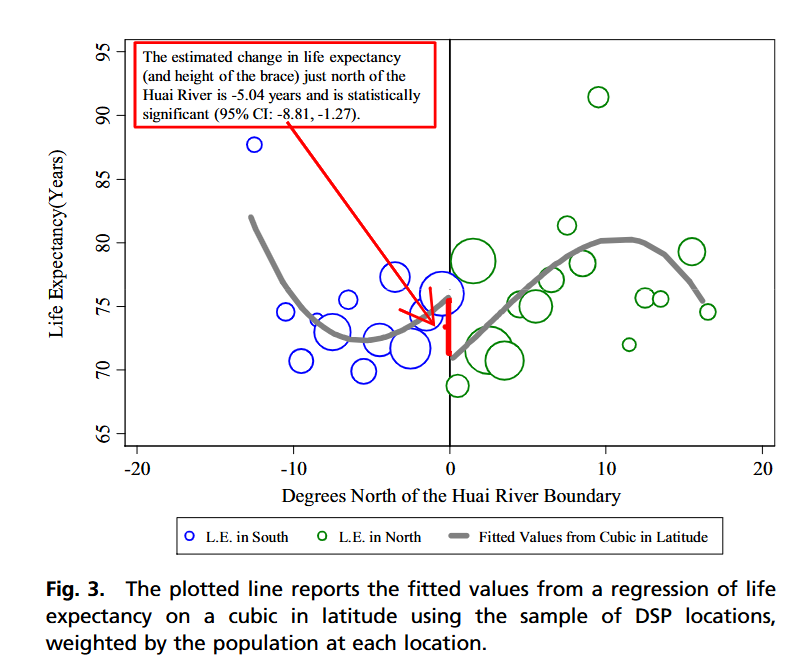 The estimated change in life expectancy
(and height of the brace) just north of the
Huai River is -5.04 years and is statistically
significant (95% CI: -8.81, -1.27).
95
90
85
80
75
70
65
Life Expectancy(Years)
-20 -10 0 10 20
Degrees North of the Huai River Boundary
L.E. in South L.E. in North Fitted Values from Cubic in Latitude
Fig. 3. The plotted line reports the fitted values from a regression of life
expectancy on a cubic in latitude using the sample of DSP locations,
weighted by the population at each location.